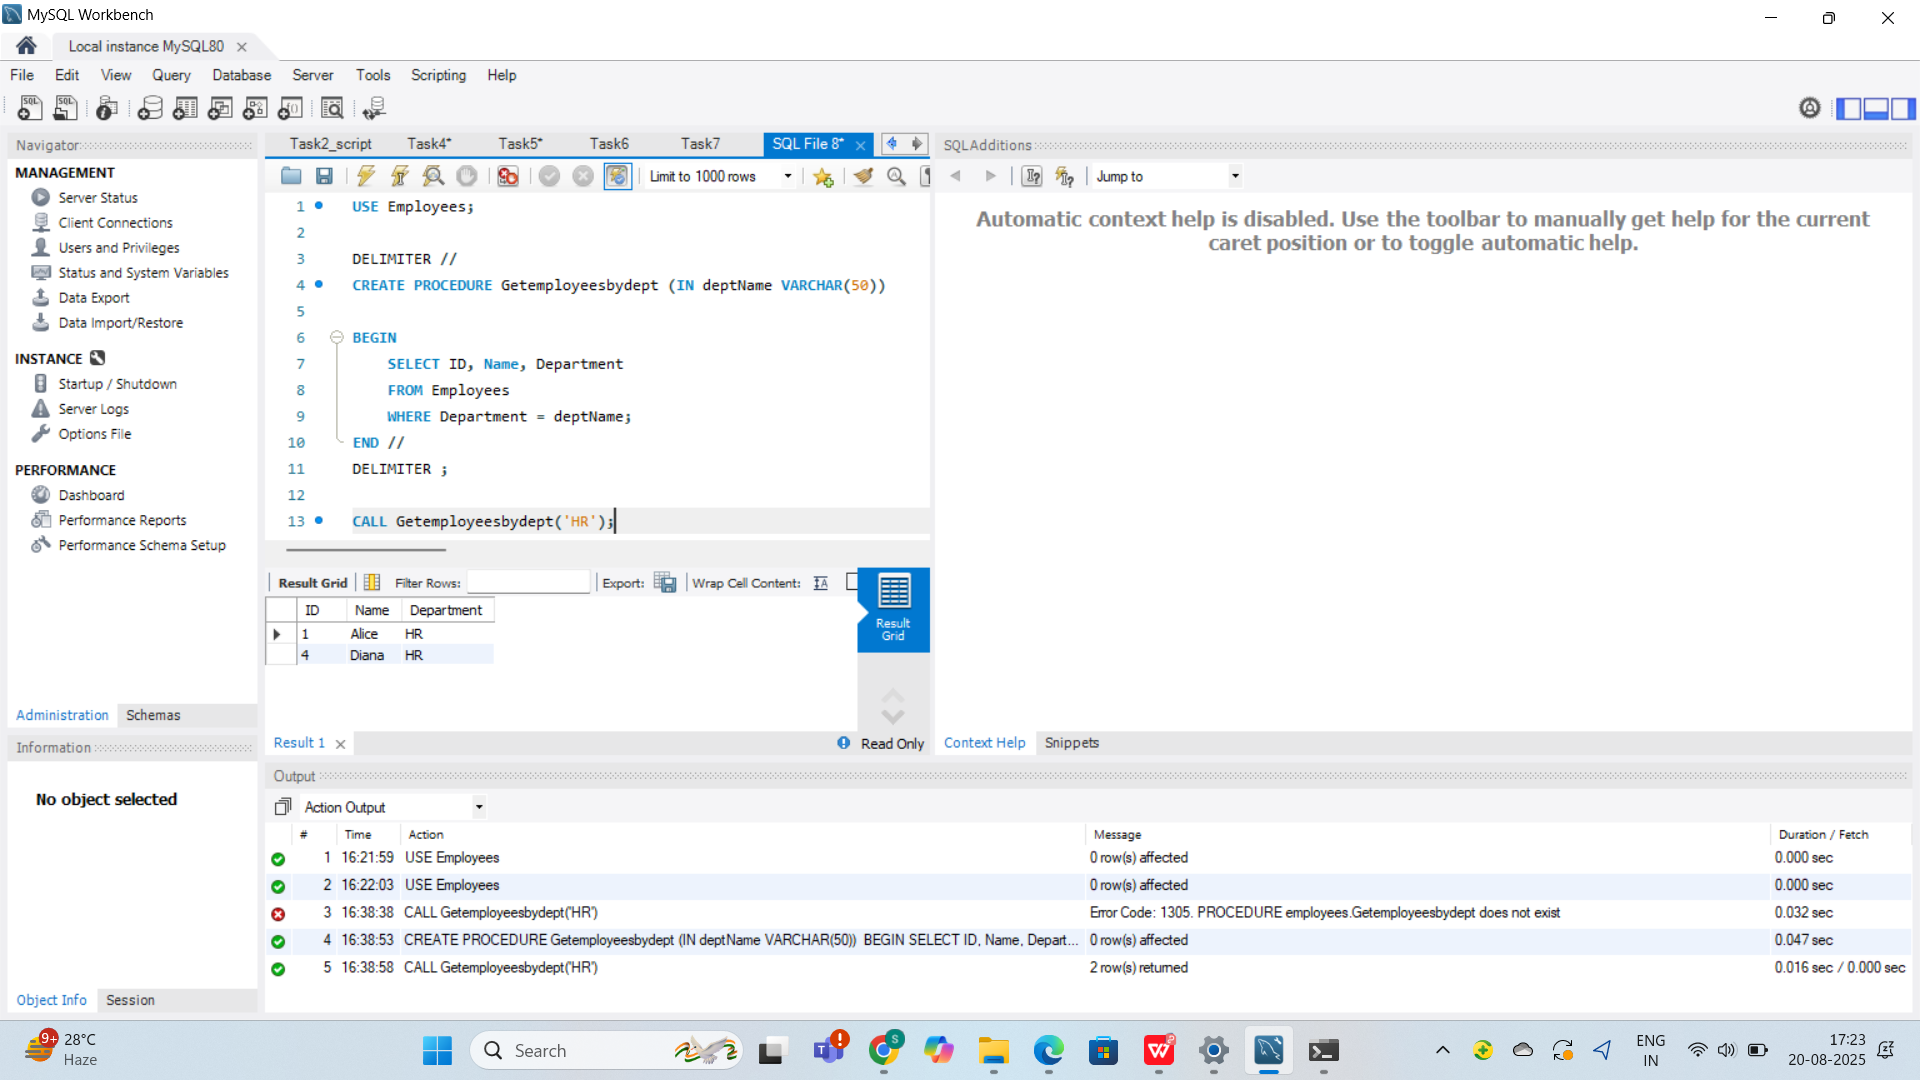 MySQL Workbench
Local instance MySQL80
File Edit View Query Database Server Tools Scripting Help
Navigator
MANAGEMENT
Server Status
Client Connections
Users and Privileges
Status and System Variables
Data Export
Data Import/Restore
INSTANCE
Startup / Shutdown
Server Logs
Options File
PERFORMANCE
Dashboard
Performance Reports
Performance Schema Setup
Administration Schemas
Information
No object selected
Object Info Session
Task2_script Task4* Task5* Task6 Task7 SQL File 8*
Limit to 1000 rows
1 USE Employees;
2
3 DELIMITER //
4 CREATE PROCEDURE Getemployeesbydept (IN deptName VARCHAR(50))
5
6 BEGIN
7 SELECT ID, Name, Department
8 FROM Employees
9 WHERE Department = deptName;
10 END //
11 DELIMITER ;
12
13 CALL Getemployeesbydept('HR');
Result Grid Filter Rows: Export: Wrap Cell Content:
ID Name Department
1 Alice HR
4 Diana HR
Result Grid
Result 1 Read Only
SQLAdditions
Jump to
Automatic context help is disabled. Use the toolbar to manually get help for the current
caret position or to toggle automatic help.
Context Help Snippets
Output
Action Output
# Time Action Message Duration / Fetch
1 16:21:59 USE Employees 0 row(s) affected 0.000 sec
2 16:22:03 USE Employees 0 row(s) affected 0.000 sec
3 16:38:38 CALL Getemployeesbydept('HR') Error Code: 1305. PROCEDURE employees.Getemployeesbydept does not exist 0.032 sec
4 16:38:53 CREATE PROCEDURE Getemployeesbydept (IN deptName VARCHAR(50)) BEGIN SELECT ID, Name, Depart... 0 row(s) affected 0.047 sec
5 16:38:58 CALL Getemployeesbydept('HR') 2 row(s) returned 0.016 sec / 0.000 sec
9+ 28°C
Haze
Search
ENG
IN
17:23
20-08-2025